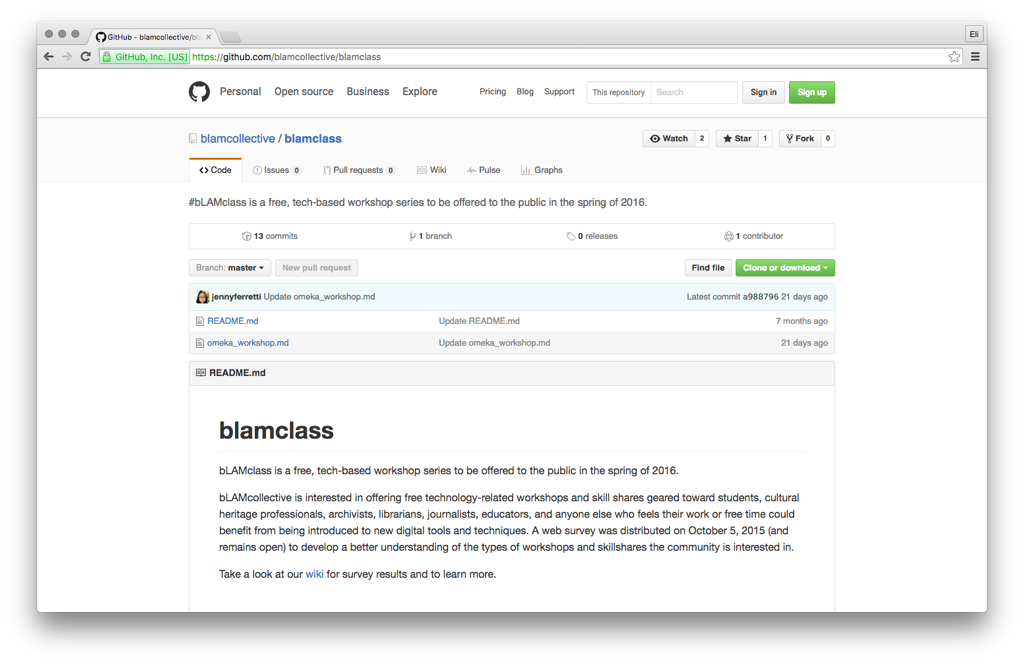 GitHub - blamcollective/bl
Eli
GitHub, Inc. [US] https://github.com/blamcollective/blamclass
Personal Open source Business Explore Pricing Blog Support This repository Search Sign in Sign up
blamcollective / blamclass Watch 2 Star 1 Fork 0
Code Issues 0 Pull requests 0 Wiki Pulse Graphs
#bLAMclass is a free, tech-based workshop series to be offered to the public in the spring of 2016.
13 commits 1 branch 0 releases 1 contributor
Branch: master New pull request Find file Clone or download
jennyferretti Update omeka_workshop.md Latest commit a988796 21 days ago
README.md Update README.md 7 months ago
omeka_workshop.md Update omeka_workshop.md 21 days ago
README.md
blamclass
bLAMclass is a free, tech-based workshop series to be offered to the public in the spring of 2016.
bLAMcollective is interested in offering free technology-related workshops and skill shares geared toward students, cultural
heritage professionals, archivists, librarians, journalists, educators, and anyone else who feels their work or free time could
benefit from being introduced to new digital tools and techniques. A web survey was distributed on October 5, 2015 (and
remains open) to develop a better understanding of the types of workshops and skillshares the community is interested in.
Take a look at our wiki for survey results and to learn more.